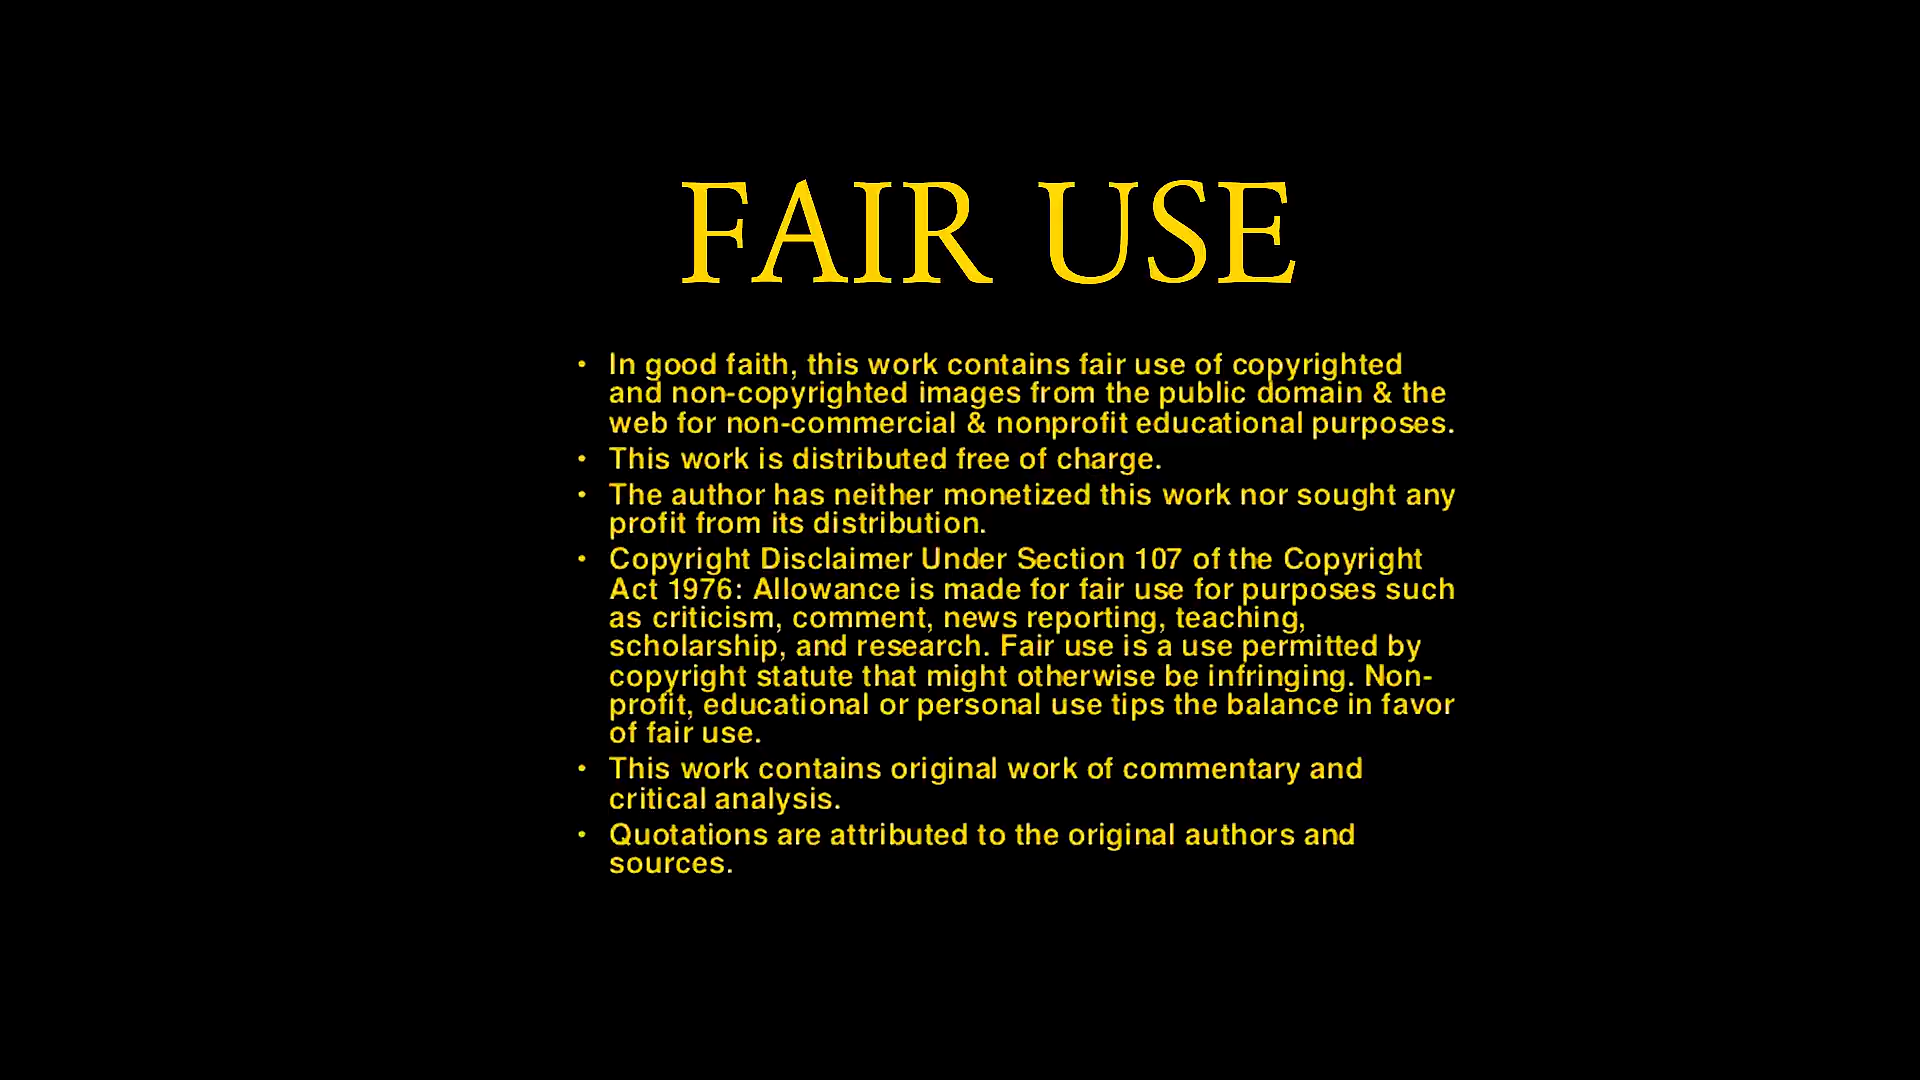 FAIR USE
• In good faith, this work contains fair use of copyrighted
and non-copyrighted images from the public domain & the
web for non-commercial & nonprofit educational purposes.
• This work is distributed free of charge.
• The author has neither monetized this work nor sought any
profit from its distribution.
• Copyright Disclaimer Under Section 107 of the Copyright
Act 1976: Allowance is made for fair use for purposes such
as criticism, comment, news reporting, teaching,
scholarship, and research. Fair use is a use permitted by
copyright statute that might otherwise be infringing. Non-
profit, educational or personal use tips the balance in favor
of fair use.
• This work contains original work of commentary and
critical analysis.
• Quotations are attributed to the original authors and
sources.